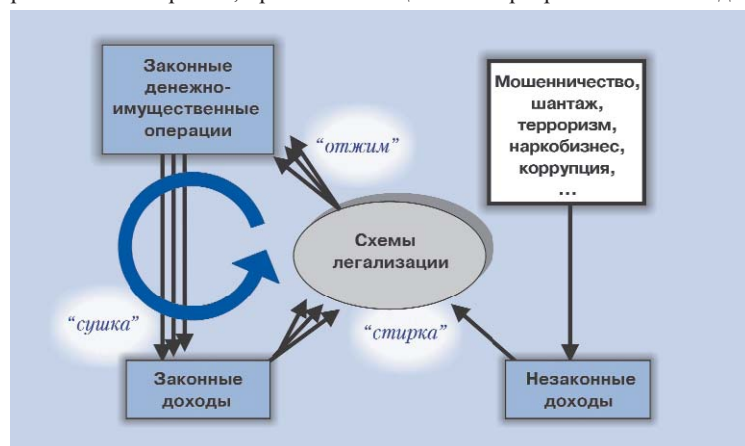 Законные
денежно-
имущественные
операции
Мошенничество,
шантаж,
терроризм,
наркобизнес,
коррупция,
...
“отжим”
Схемы
легализации
“сушка”
“стирка”
Законные
доходы
Незаконные
доходы